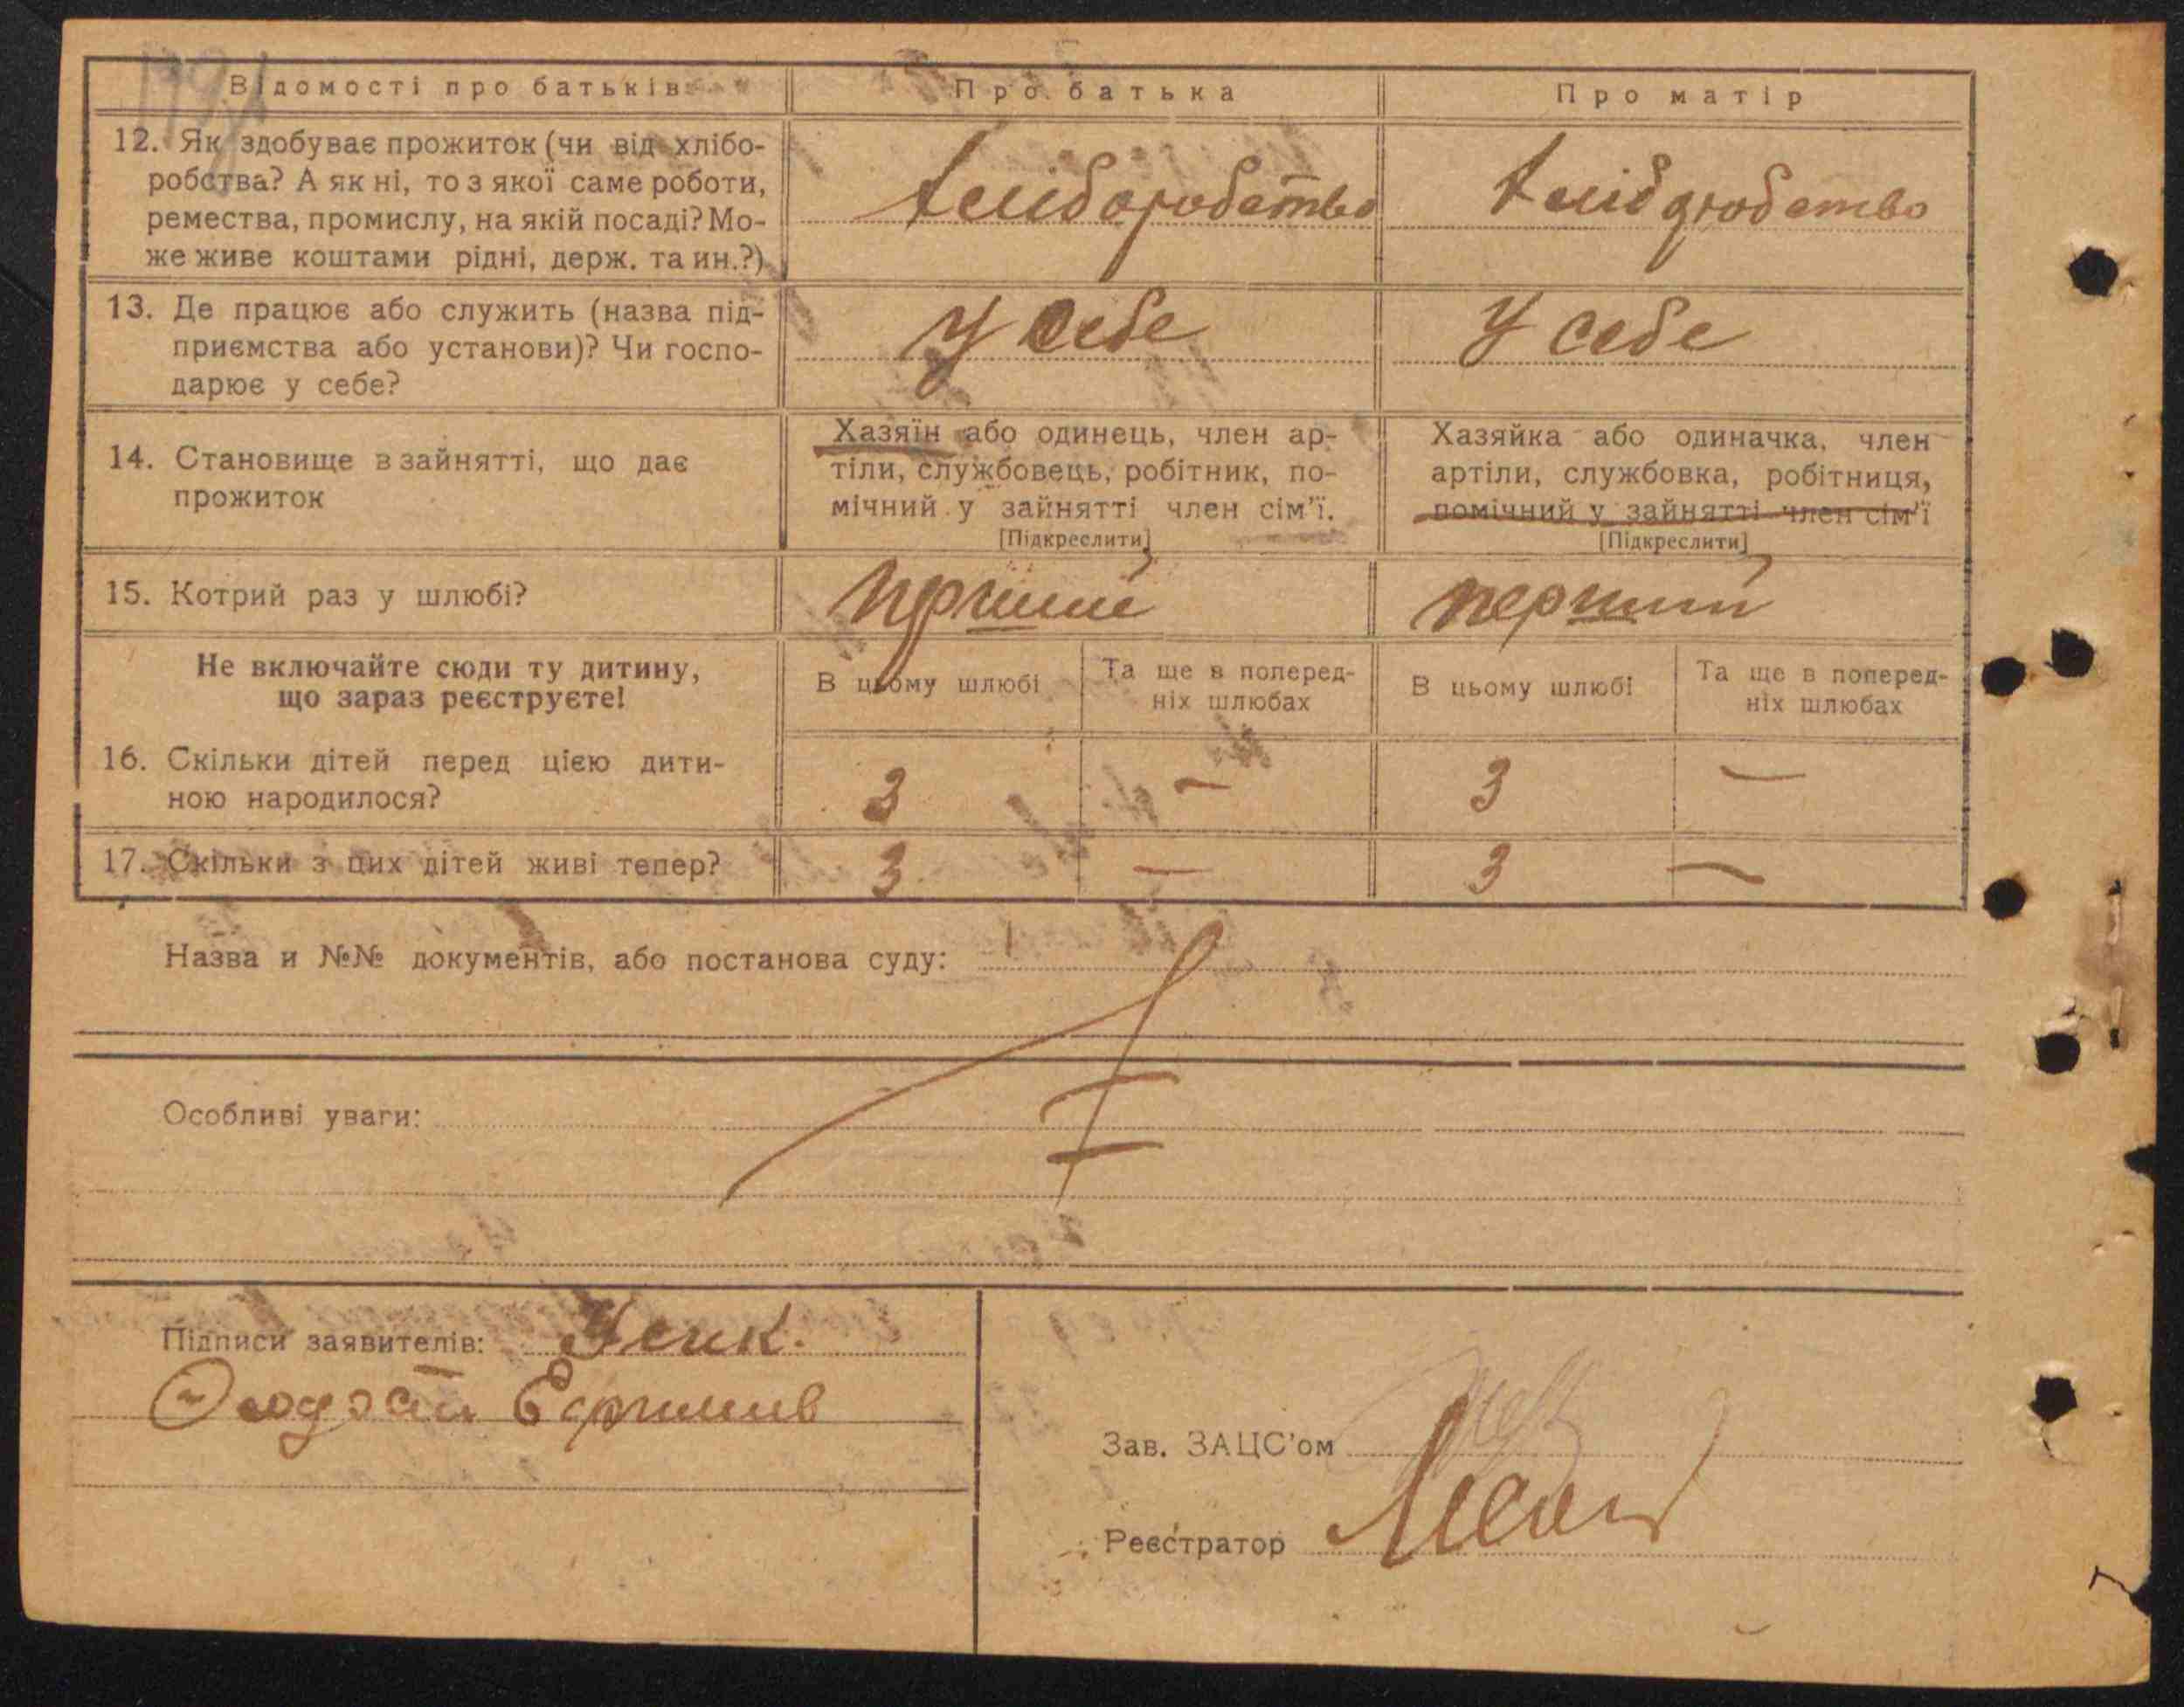 Відомості про батьків
Про батька
Про матір
12. Як здобуває прожиток (чи від хлібо-
робства? А як ні, то з якої саме роботи,
ремества, промислу, на якій посаді? Мо-
же живе коштами рідні, держ. та ин.?)
хліборобство
хліборобство
13. Де працює або служить (назва під-
приємства або установи)? Чи госпо-
дарює у себе?
у себе
у себе
14. Становище в зайнятті, що дає
прожиток
Хазяїн або одинець, член ар-
тіли, службовець, робітник, по-
мічний у зайнятті член сім'ї.
[Підкреслити]
Хазяйка або одиначка, член
артіли, службовка, робітниця,
помічний у зайнятті член сім'ї
[Підкреслити]
15. Котрий раз у шлюбі?
перший
перший
Не включайте сюди ту дитину,
що зараз реєструєте!
В цьому шлюбі
Та ще в поперед-
ніх шлюбах
В цьому шлюбі
Та ще в поперед-
ніх шлюбах
16. Скільки дітей перед цією дити-
ною народилося?
3 — 3 —
17. Скільки з цих дітей живі тепер?
3 — 3 —
Назва и №№ документів, або постанова суду:
Особливі уваги:
Підписи заявителів:
Зав. ЗАЦС'ом
Реєстратор